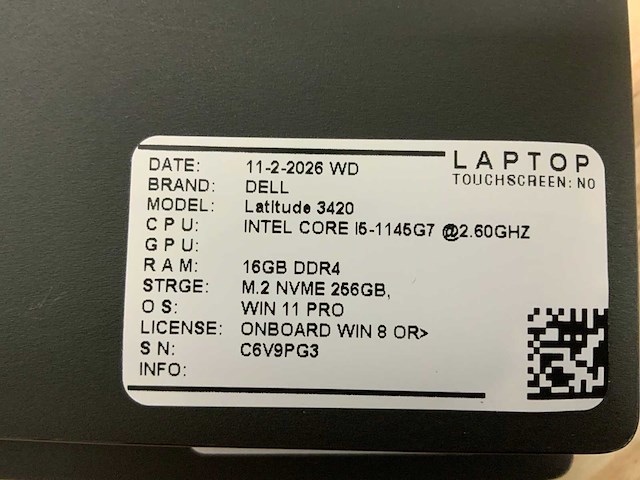 LAPTOP
TOUCHSCREEN: NO
DATE: 11-2-2026 WD
BRAND: DELL
MODEL: Latitude 3420
CPU: INTEL CORE I5-1145G7 @2.60GHZ
GPU:
RAM: 16GB DDR4
STRGE: M.2 NVME 256GB,
OS: WIN 11 PRO
LICENSE: ONBOARD WIN 8 OR>
SN: C6V9PG3
INFO: